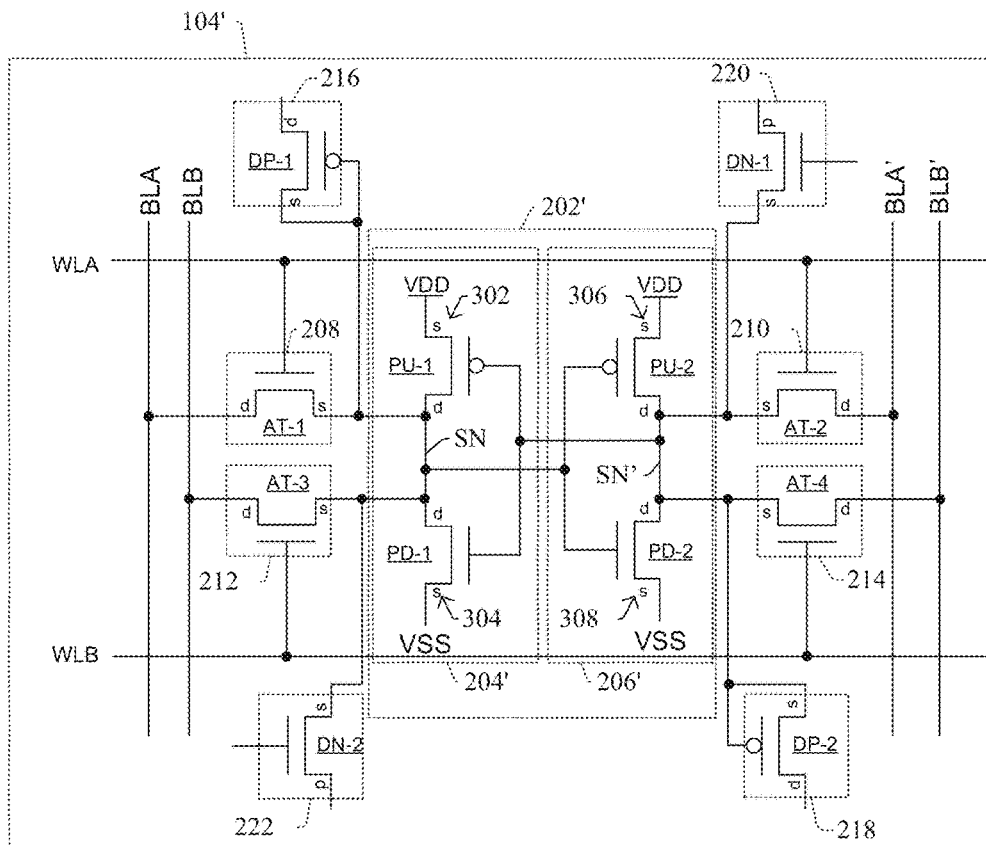 104'
216
220
d
DP-1
s
p
DN-1
s
BLA
BLB
BLA'
BLB'
202'
WLA
VDD
302
306
VDD
s
s
208
210
PU-1
PU-2
d
d
d
s
AT-1
SN
s
d
AT-2
AT-3
SN'
AT-4
d
s
d
d
s
d
PD-1
PD-2
212
214
s
304
308
s
VSS
VSS
WLB
204'
206'
s
DN-2
p
s
DP-2
d
222
218